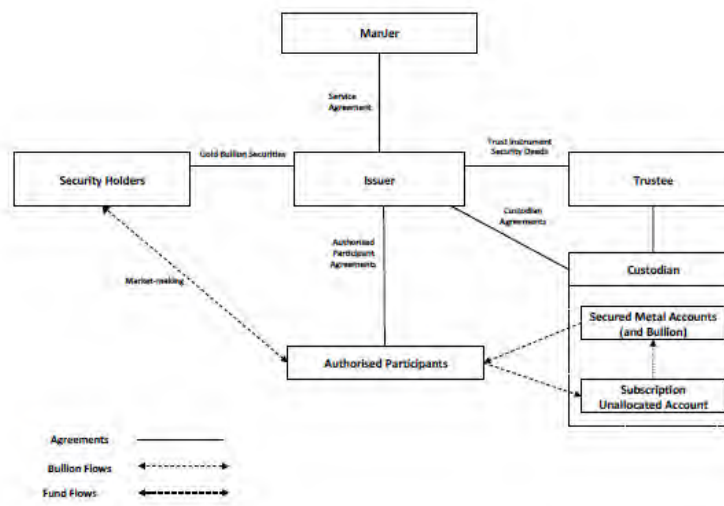 ManJer
Service
Agreement
Gold Bullion Securities
Trust Instrument
Security Deeds
Security Holders
Issuer
Trustee
Custodian
Agreements
Authorised
Participant
Agreements
Custodian
Market-making
Secured Metal Accounts
(and Bullion)
Authorised Participants
Subscription
Unallocated Account
Agreements
Bullion Flows
Fund Flows